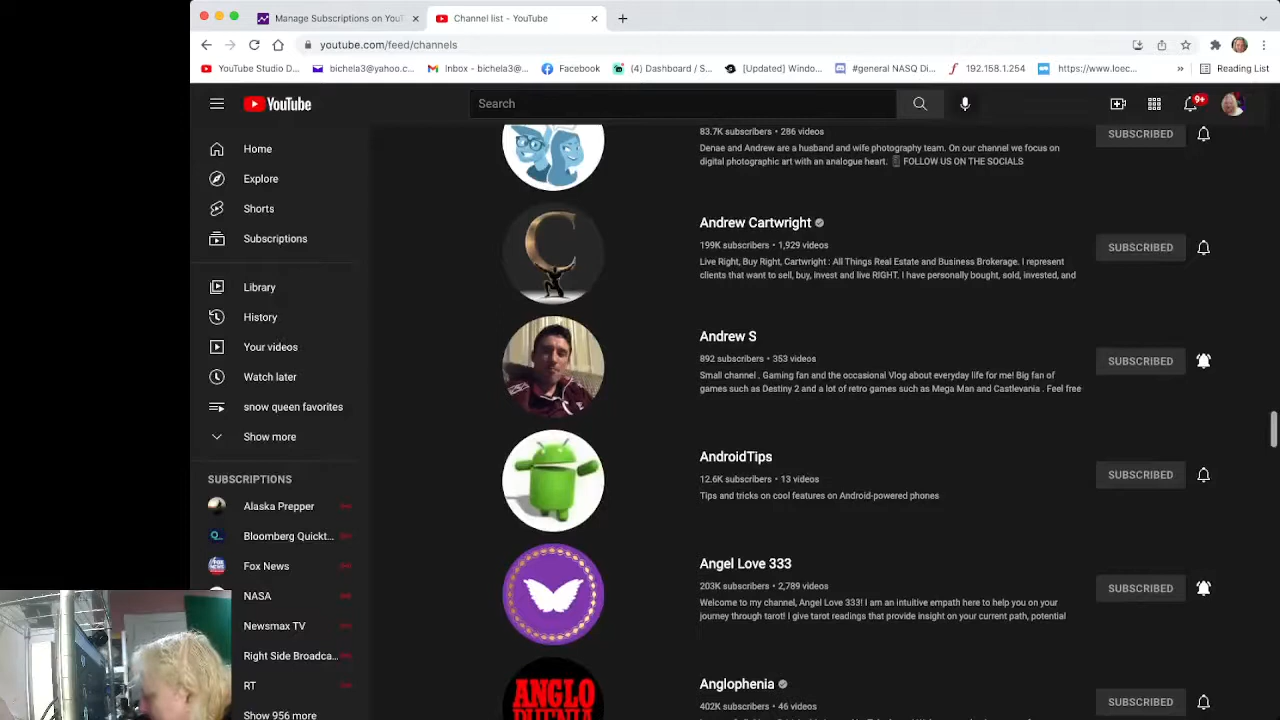 Manage Subscriptions on YouT
Channel list - YouTube
youtube.com/feed/channels
YouTube Studio D...
bichela3@yahoo.c...
Inbox - bichela3@...
Facebook
(4) Dashboard / S...
[Updated] Windo...
#general NASQ Di...
192.168.1.254
https://www.loec...
»
Reading List
YouTube
Search
9+
Home
Explore
Shorts
Subscriptions
Library
History
Your videos
Watch later
snow queen favorites
Show more
SUBSCRIPTIONS
Alaska Prepper
Bloomberg Quickt...
Fox News
NASA
Newsmax TV
Right Side Broadca...
RT
Show 956 more
83.7K subscribers • 286 videos
Denae and Andrew are a husband and wife photography team. On our channel we focus on
digital photographic art with an analogue heart. FOLLOW US ON THE SOCIALS
SUBSCRIBED
Andrew Cartwright
199K subscribers • 1,929 videos
Live Right, Buy Right, Cartwright : All Things Real Estate and Business Brokerage. I represent
clients that want to sell, buy, invest and live RIGHT. I have personally bought, sold, invested, and
SUBSCRIBED
Andrew S
892 subscribers • 353 videos
Small channel . Gaming fan and the occasional Vlog about everyday life for me! Big fan of
games such as Destiny 2 and a lot of retro games such as Mega Man and Castlevania . Feel free
SUBSCRIBED
AndroidTips
12.6K subscribers • 13 videos
Tips and tricks on cool features on Android-powered phones
SUBSCRIBED
Angel Love 333
203K subscribers • 2,789 videos
Welcome to my channel, Angel Love 333! I am an intuitive empath here to help you on your
journey through tarot! I give tarot readings that provide insight on your current path, potential
SUBSCRIBED
ANGLO
Anglophenia
402K subscribers • 46 videos
SUBSCRIBED